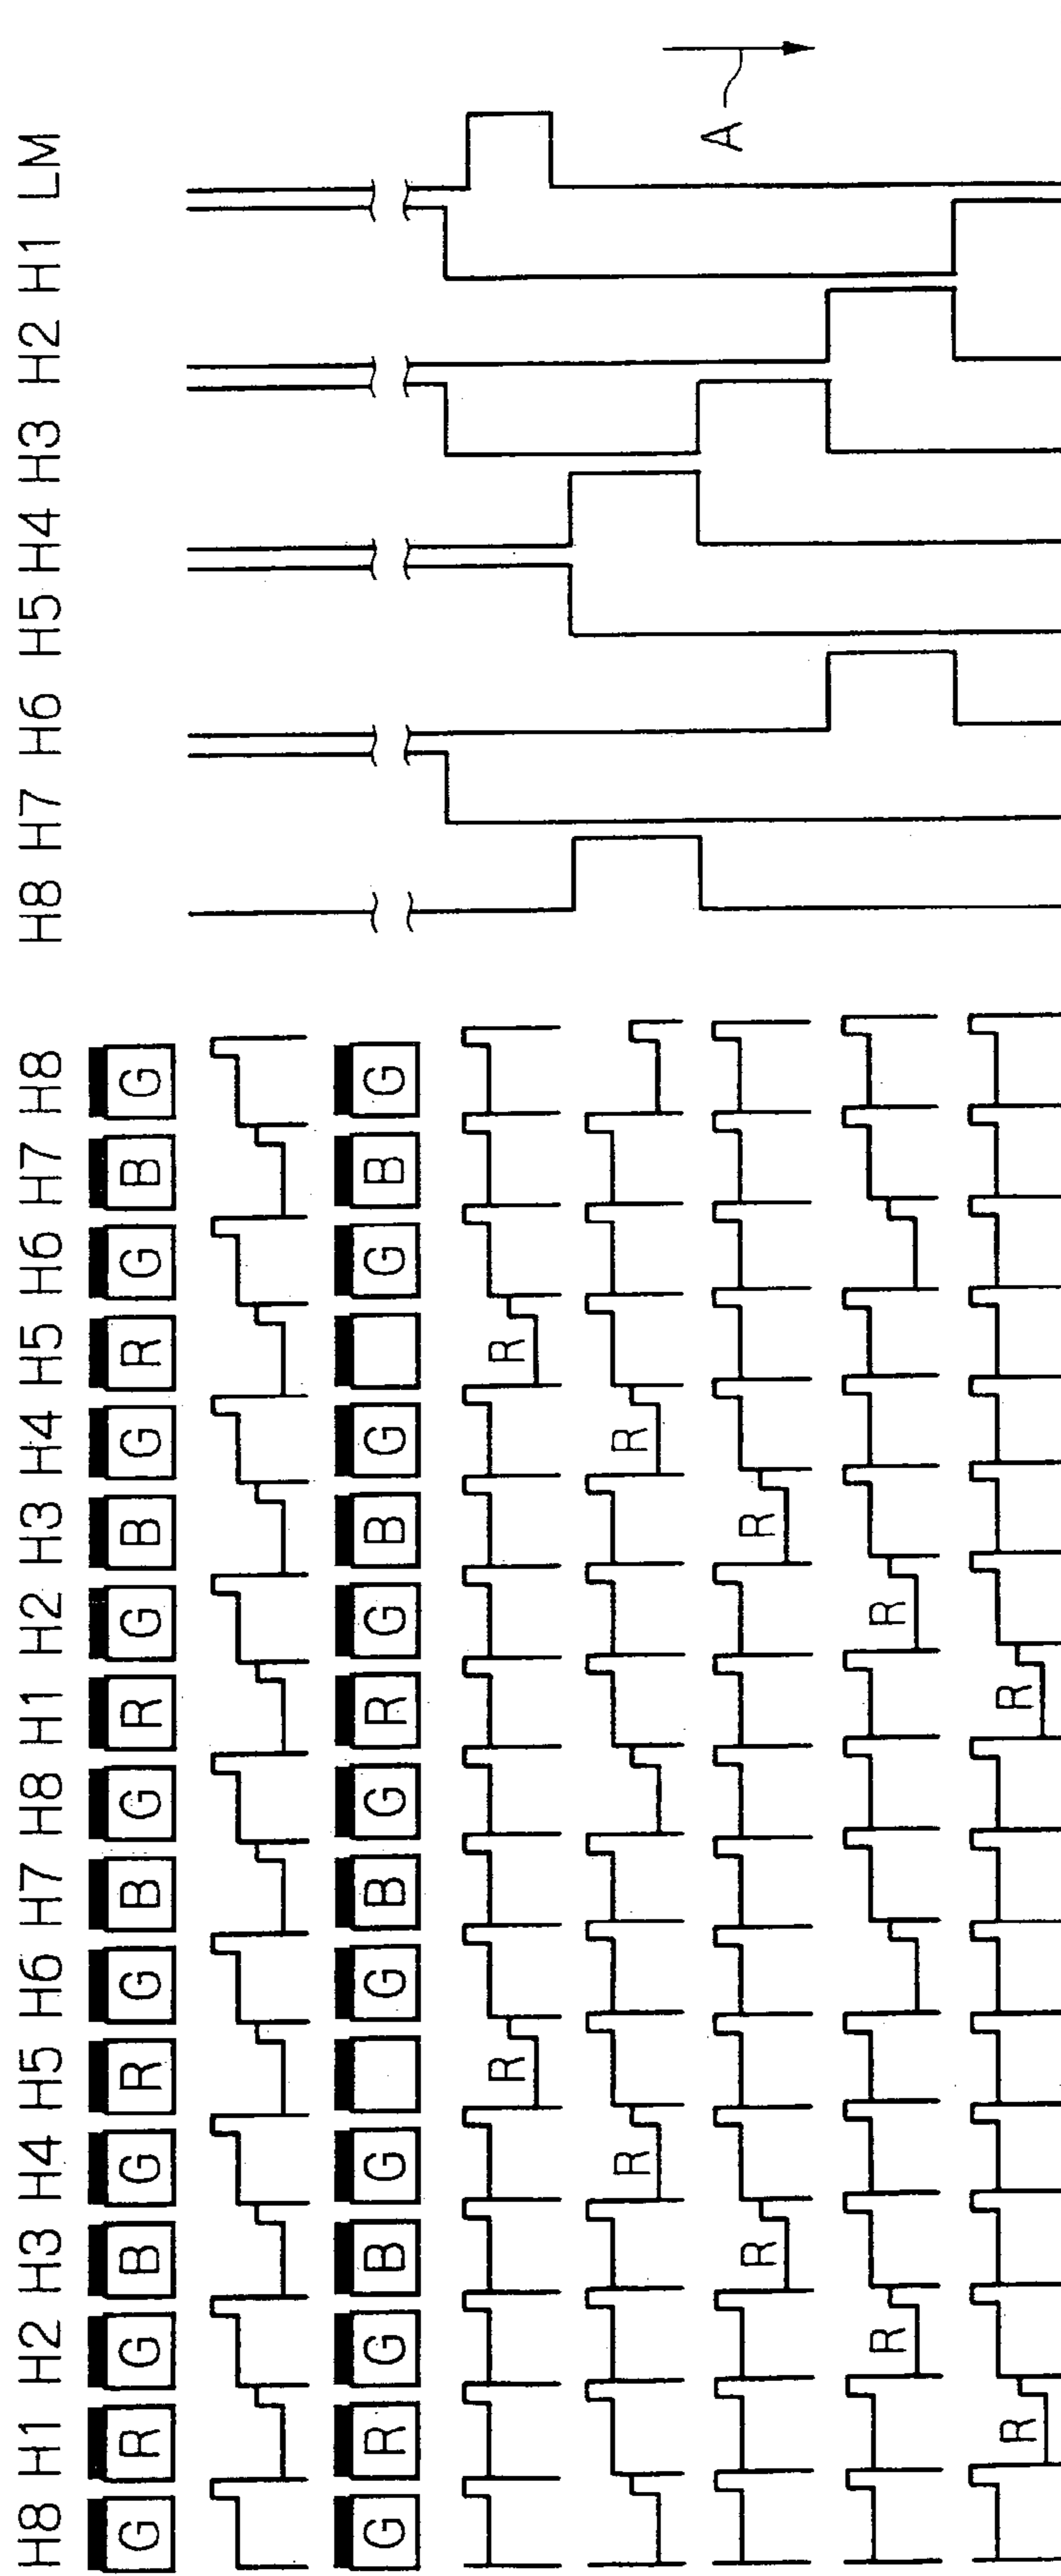 H8 H1 H2 H3 H4 H5 H6 H7 H8 H1 H2 H3 H4 H5 H6 H7 H8 H8 H7 H6 H5 H4 H3 H2 H1 LM
G R G B G R G B G R G B G R G B G
G R G B G G B G R G B G G B G
R R
R R
A
R R
R R
R R